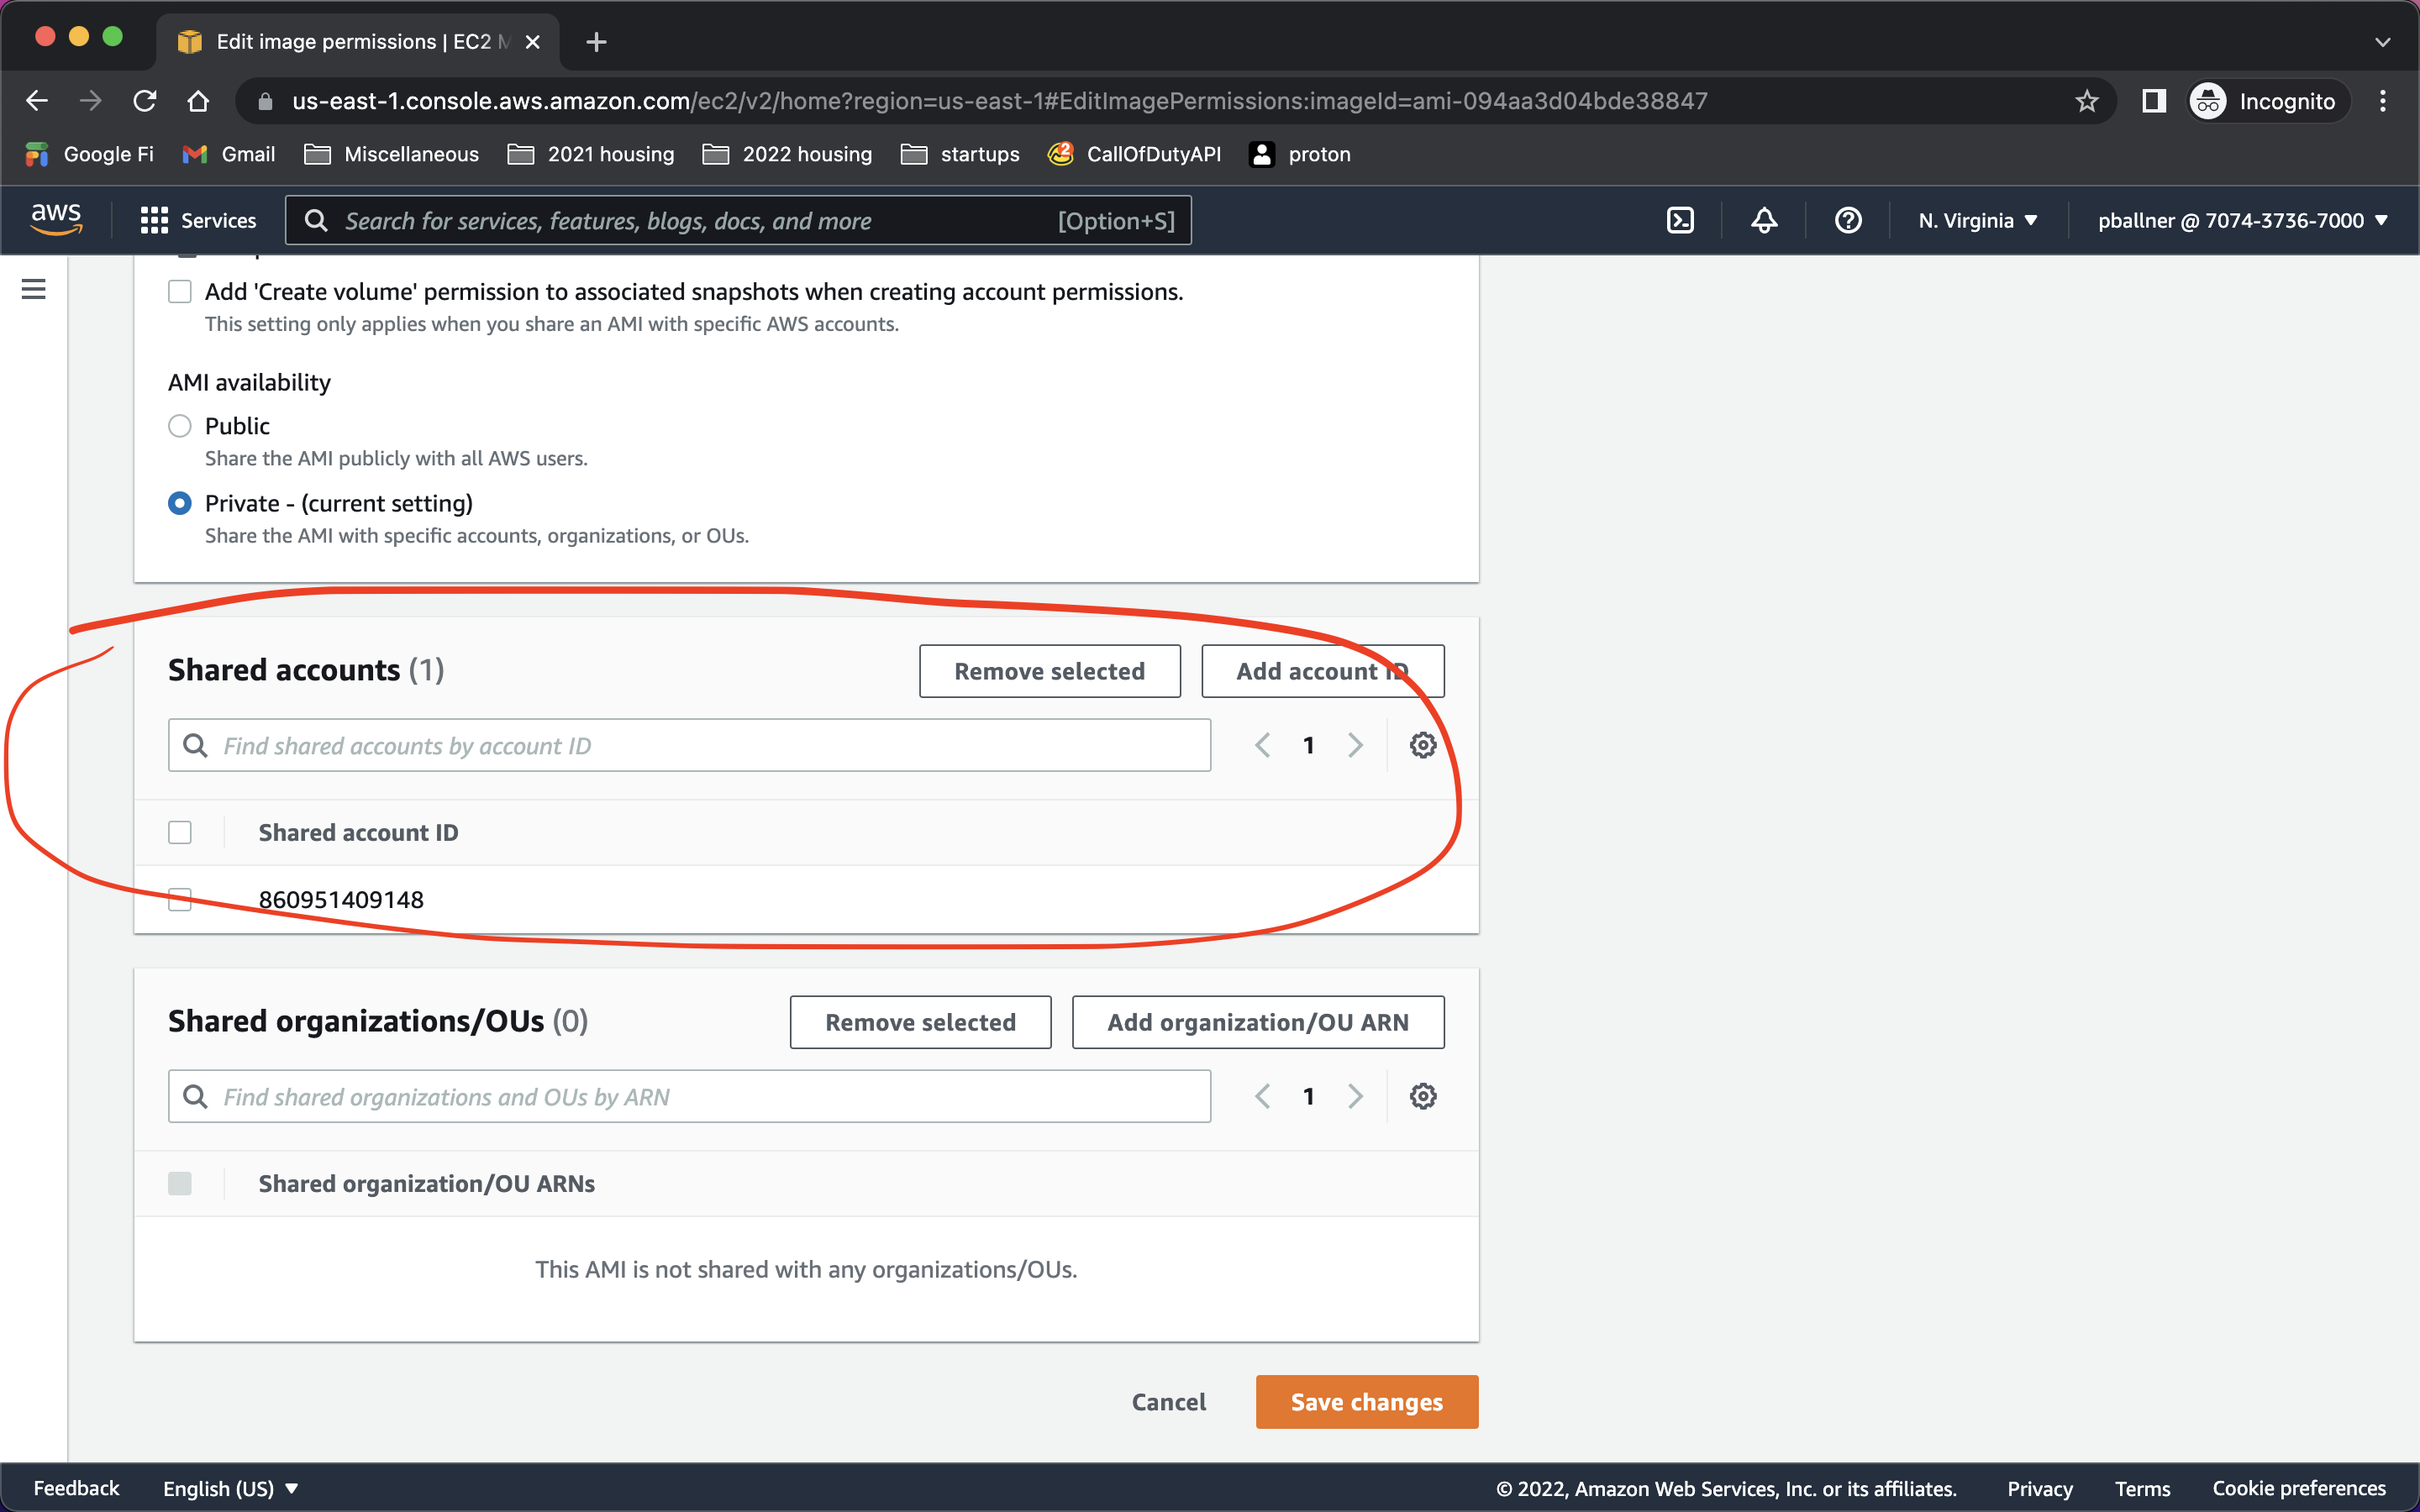 Edit image permissions | EC2 M
us-east-1.console.aws.amazon.com/ec2/v2/home?region=us-east-1#EditImagePermissions:imageId=ami-094aa3d04bde38847
Incognito
Google Fi
Gmail
Miscellaneous
2021 housing
2022 housing
startups
2
CallOfDutyAPI
proton
aws
Services
Search for services, features, blogs, docs, and more
[Option+S]
N. Virginia
pballner @ 7074-3736-7000
Add 'Create volume' permission to associated snapshots when creating account permissions.
This setting only applies when you share an AMI with specific AWS accounts.
AMI availability
Public
Share the AMI publicly with all AWS users.
Private - (current setting)
Share the AMI with specific accounts, organizations, or OUs.
Shared accounts (1)
Remove selected
Add account ID
Find shared accounts by account ID
1
Shared account ID
860951409148
Shared organizations/OUs (0)
Remove selected
Add organization/OU ARN
Find shared organizations and OUs by ARN
1
Shared organization/OU ARNs
This AMI is not shared with any organizations/OUs.
Cancel
Save changes
Feedback
English (US)
© 2022, Amazon Web Services, Inc. or its affiliates.
Privacy
Terms
Cookie preferences